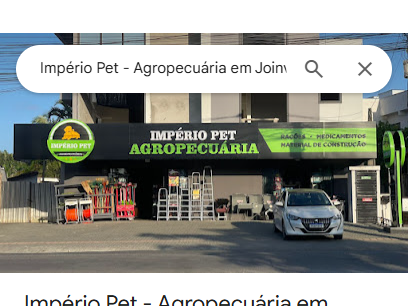 Império Pet - Agropecuária em Joinv
IMPÉRIO PET
AGROPECUÁRIA
RAÇÕES - MEDICAMENTOS
MATERIAL DE CONSTRUÇÃO
IMPÉRIO PET
Império Pet - Agropecuária em